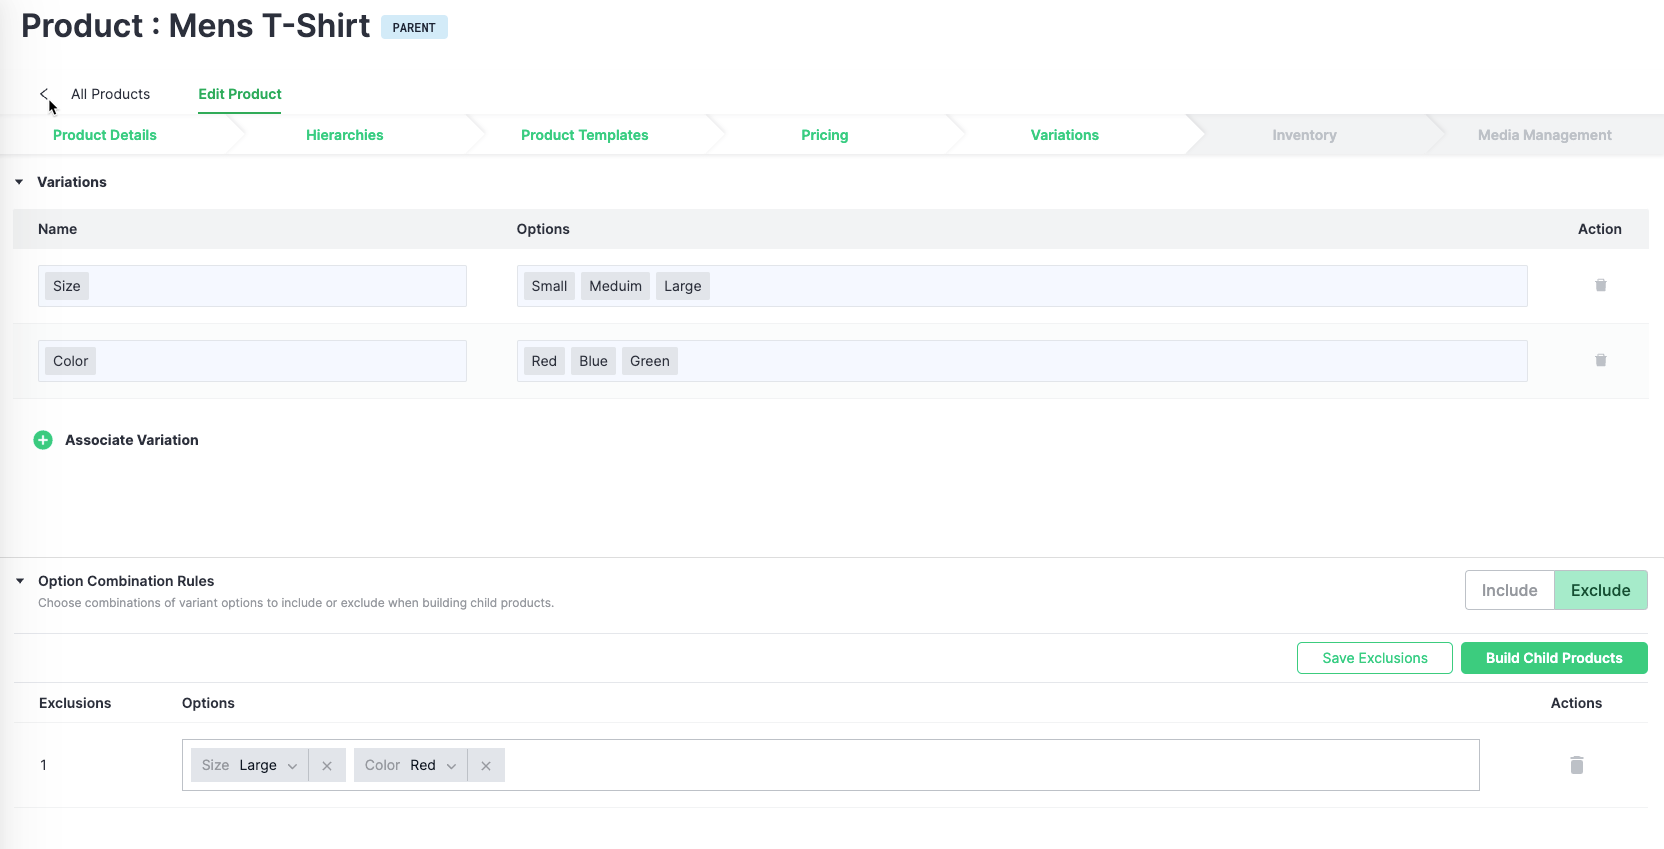 Product : Mens T-Shirt PARENT
All Products Edit Product
Product Details Hierarchies Product Templates Pricing Variations Inventory Media Management
Variations
Name Options Action
Size Small Meduim Large
Color Red Blue Green
Associate Variation
Option Combination Rules
Choose combinations of variant options to include or exclude when building child products.
Include Exclude
Save Exclusions Build Child Products
Exclusions Options Actions
1 Size Large Color Red